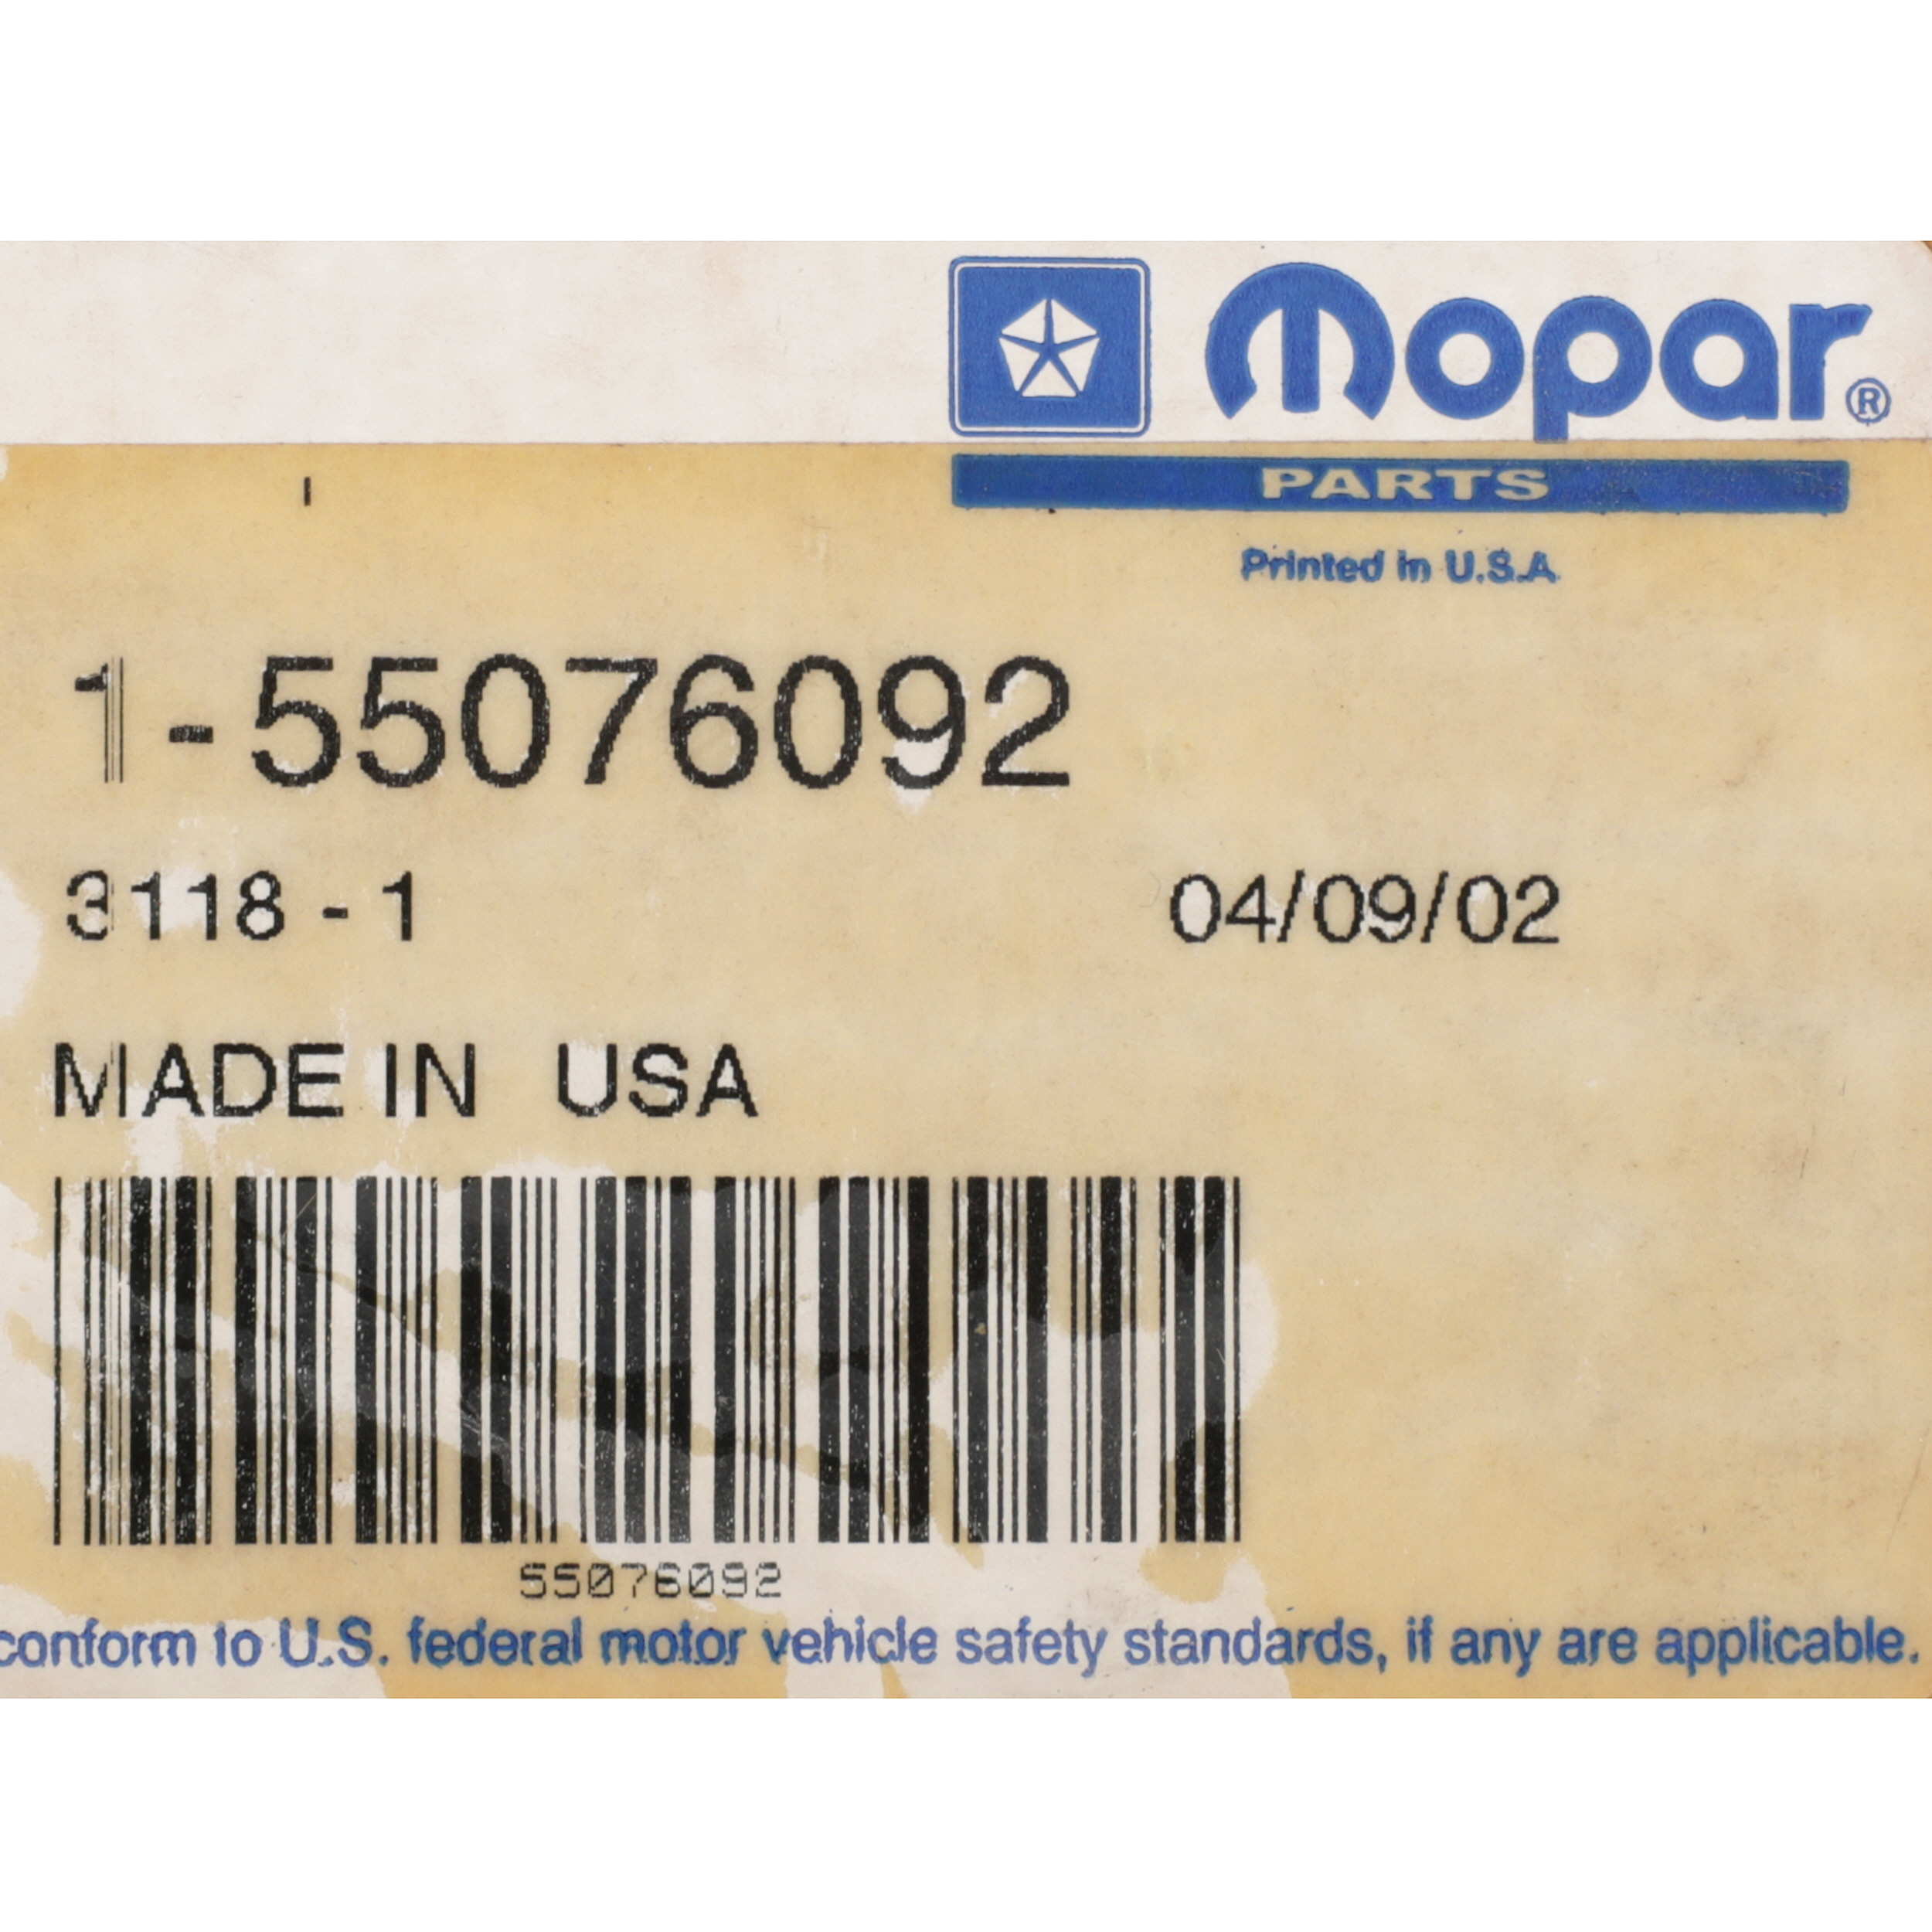 Mopar®
PARTS
Printed in U.S.A.
1-55076092
3118 - 1 04/09/02
MADE IN USA
55076092
conform to U.S. federal motor vehicle safety standards, if any are applicable.